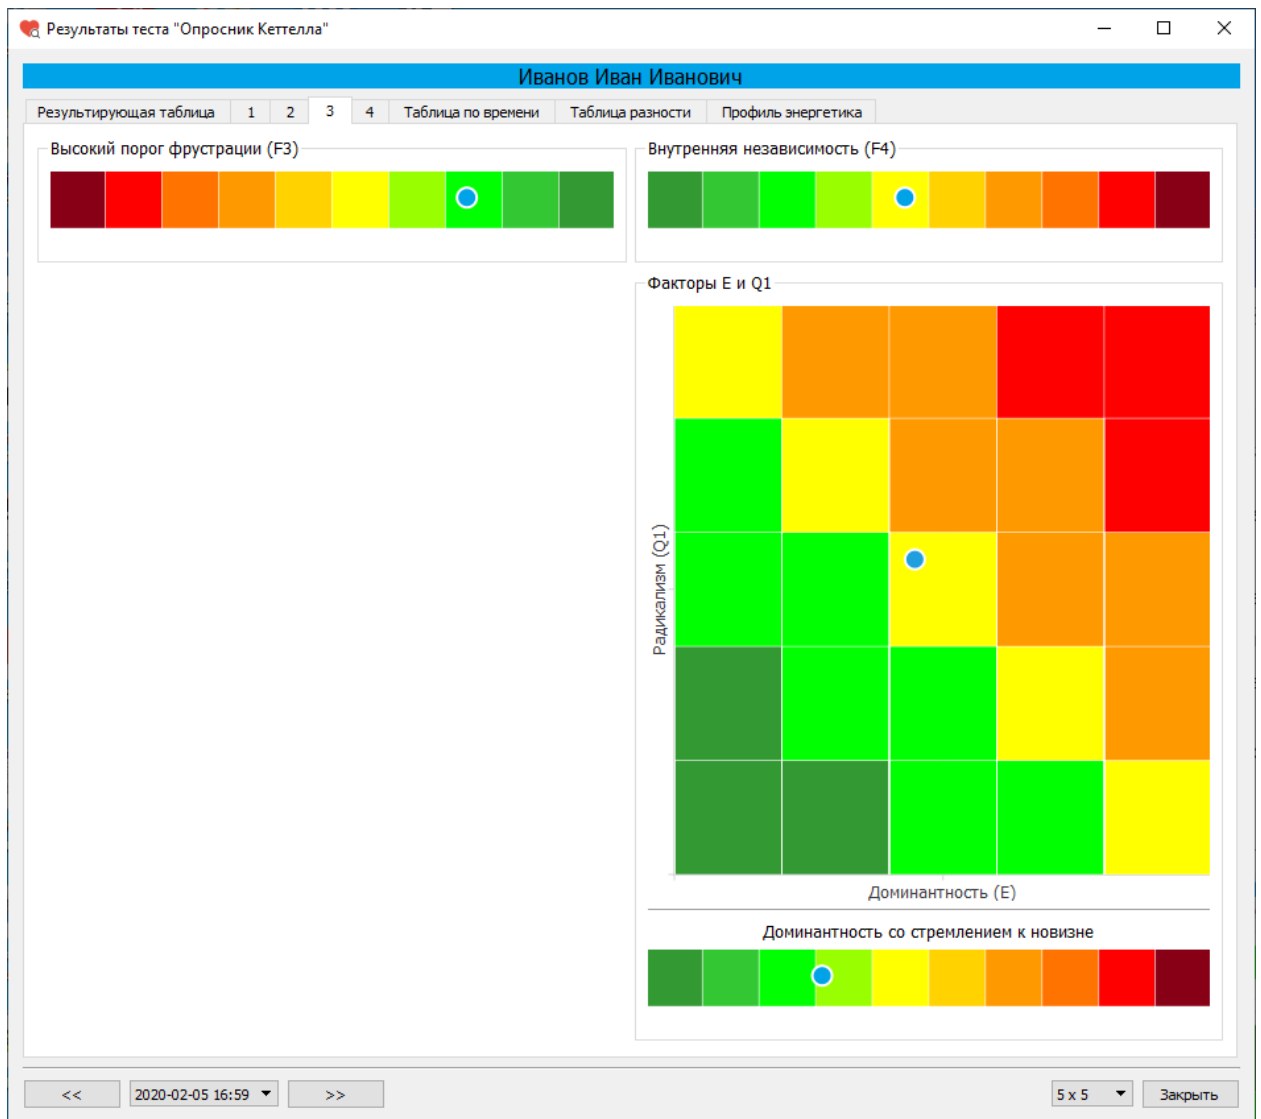 Результаты теста "Опросник Кеттелла"
Иванов Иван Иванович
Результирующая таблица 1 2 3 4 Таблица по времени Таблица разности Профиль энергетика
Высокий порог фрустрации (F3)
Внутренняя независимость (F4)
Факторы E и Q1
Радикализм (Q1)
Доминантность (E)
Доминантность со стремлением к новизне
<< 2020-02-05 16:59 >> 5 x 5 Закрыть